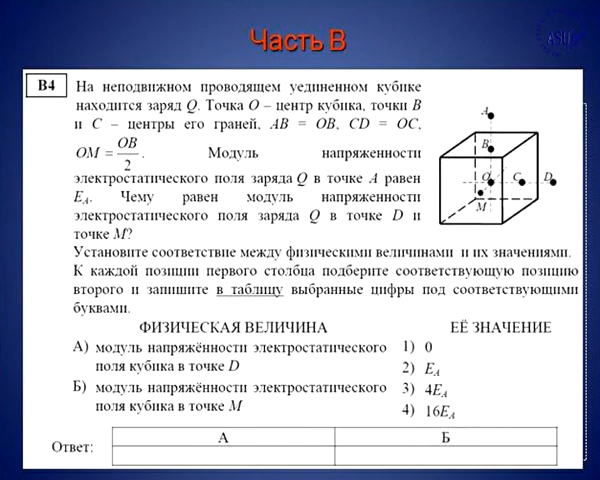 Часть В
ASU
B4
На неподвижном проводящем уединенном кубике
находится заряд Q. Точка O – центр кубика, точки B
и C – центры его граней, AB = OB, CD = OC,
OM = OB/2. Модуль напряженности
электростатического поля заряда Q в точке A равен
E_A. Чему равен модуль напряженности
электростатического поля заряда Q в точке D и
точке M?
A
B
O
C
D
M
Установите соответствие между физическими величинами и их значениями.
К каждой позиции первого столбца подберите соответствующую позицию
второго и запишите в таблицу выбранные цифры под соответствующими
буквами.
ФИЗИЧЕСКАЯ ВЕЛИЧИНА
ЕЁ ЗНАЧЕНИЕ
А) модуль напряжённости электростатического
поля кубика в точке D
Б) модуль напряжённости электростатического
поля кубика в точке M
1) 0
2) E_A
3) 4E_A
4) 16E_A
Ответ:
А
Б